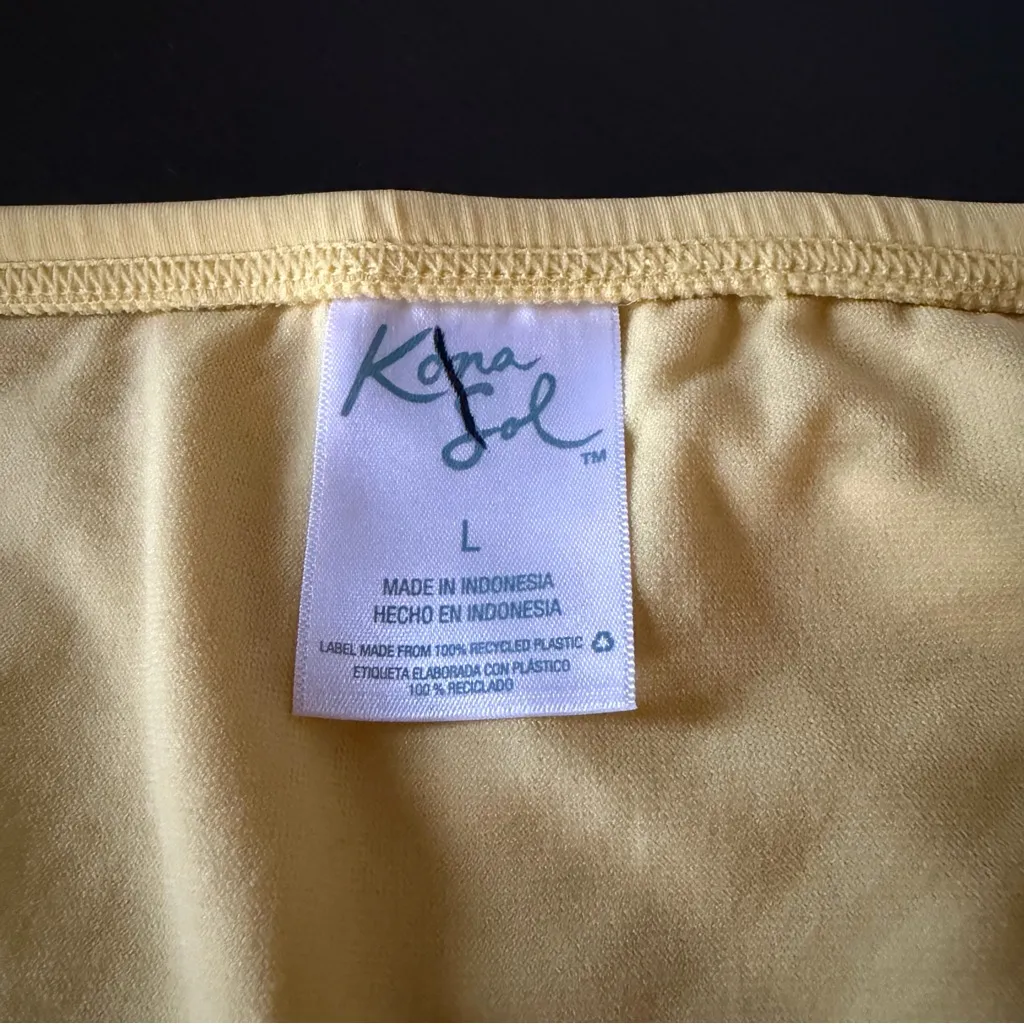 Kona
Sol
TM
L
MADE IN INDONESIA
HECHO EN INDONESIA
LABEL MADE FROM 100% RECYCLED PLASTIC
ETIQUETA ELABORADA CON PLÁSTICO
100 % RECICLADO